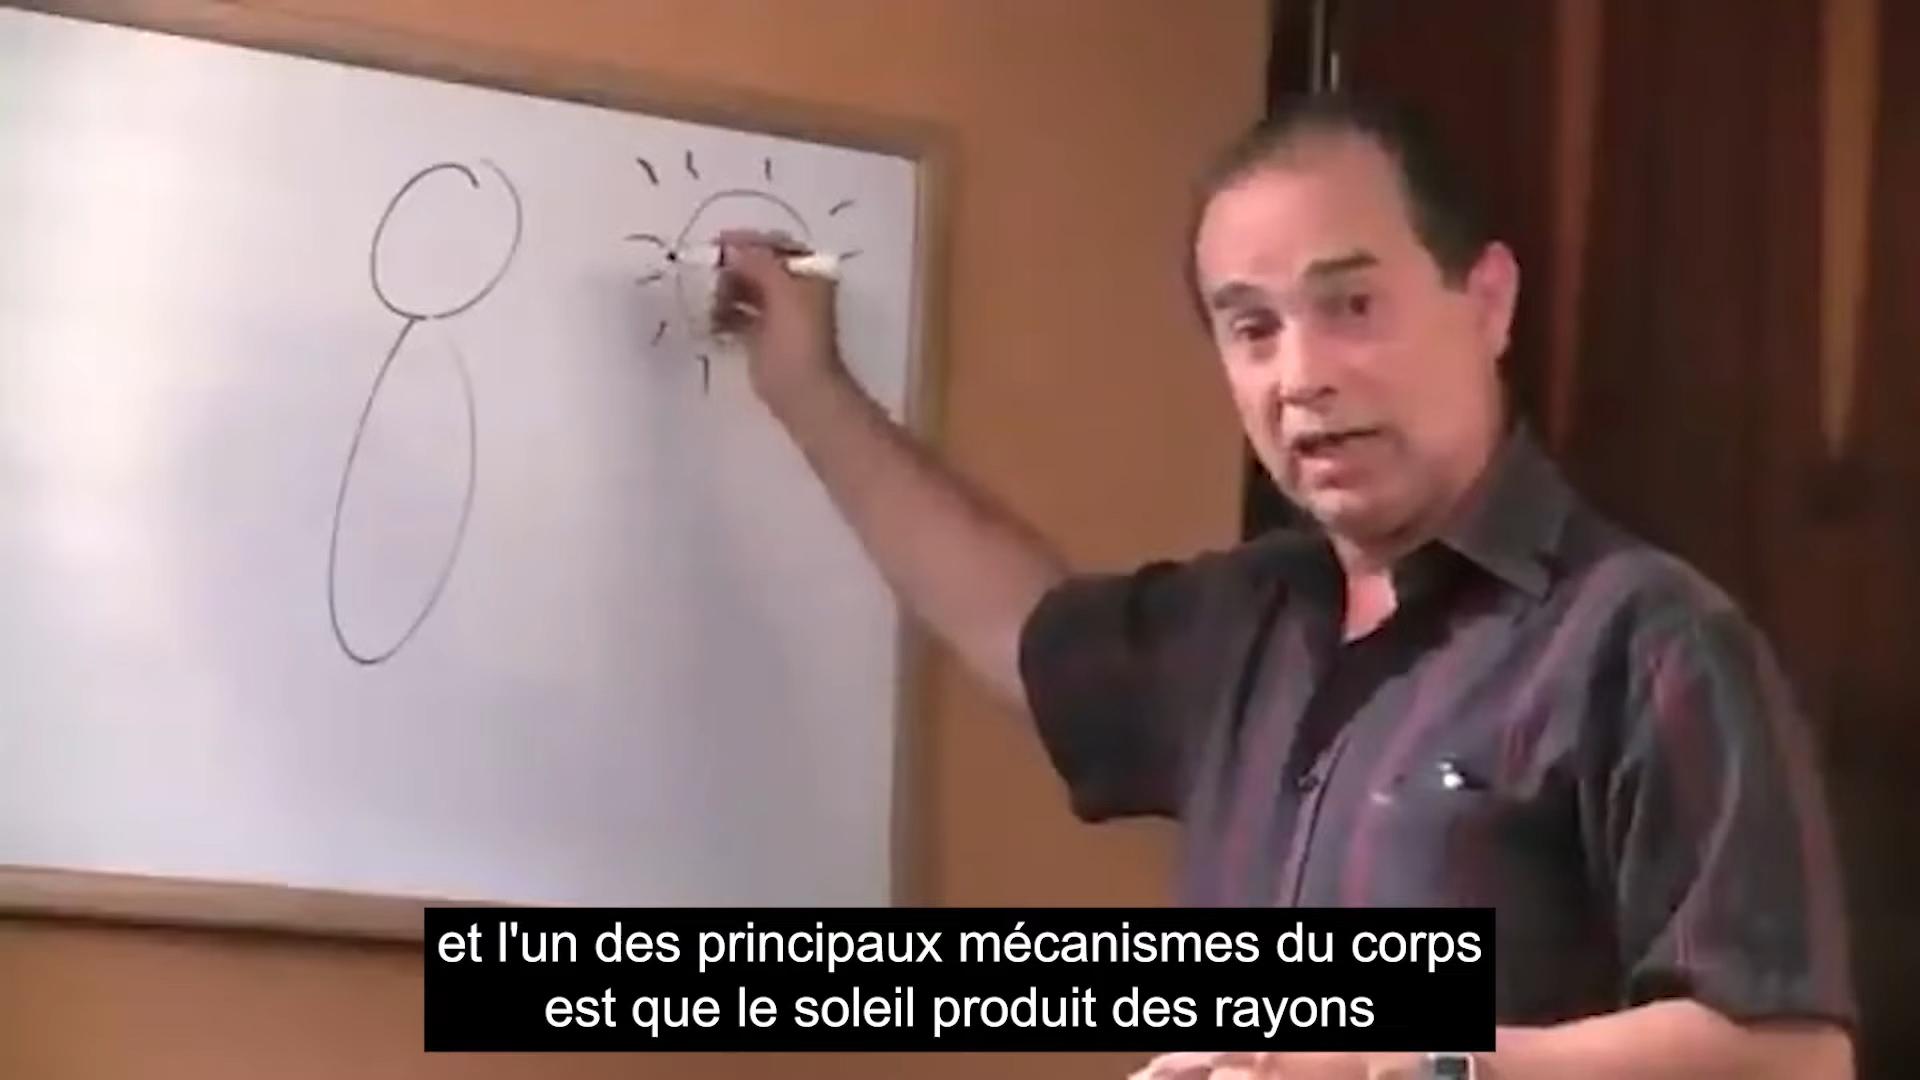 et l'un des principaux mécanismes du corps
est que le soleil produit des rayons